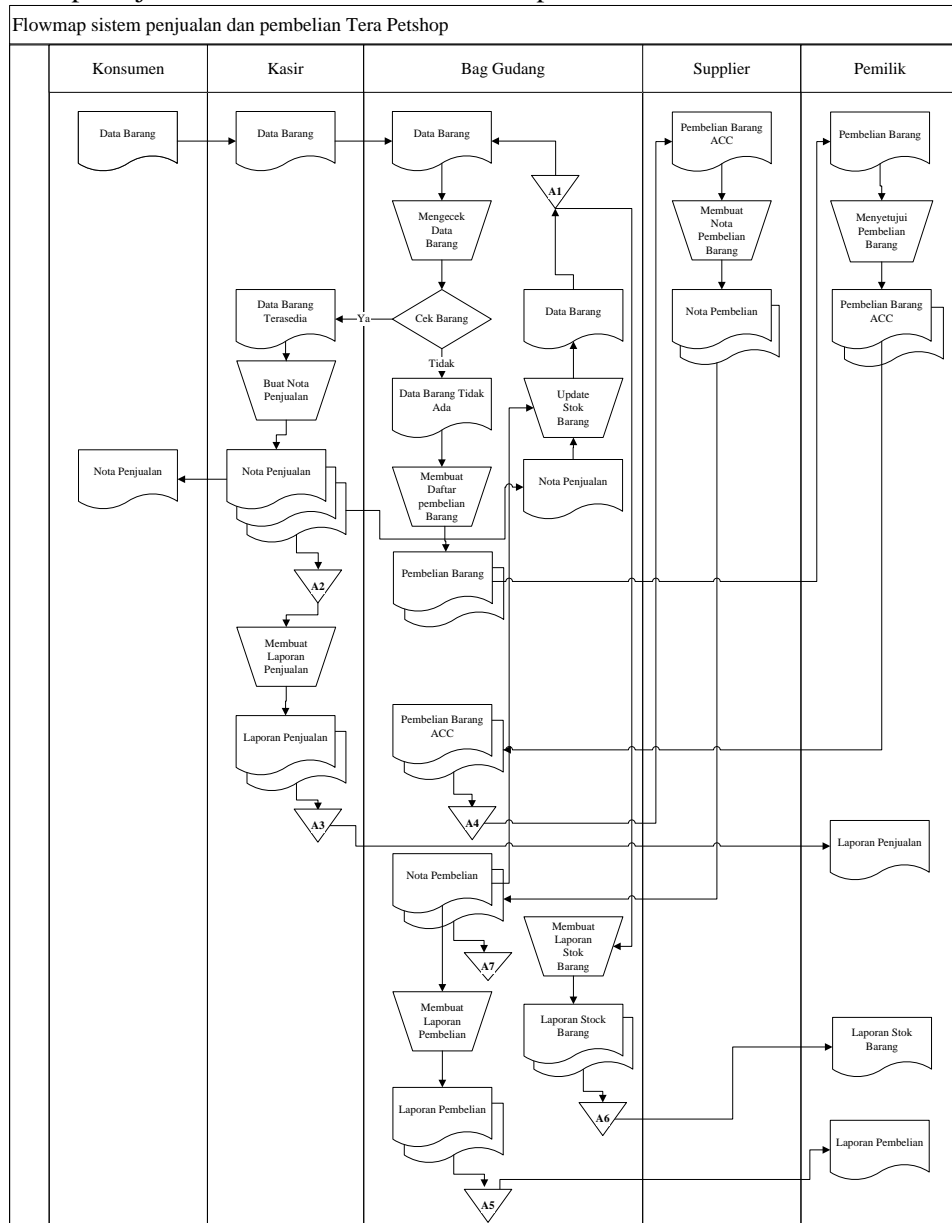 Flowmap sistem penjualan dan pembelian Tera Petshop
Konsumen
Kasir
Bag Gudang
Supplier
Pemilik
Data Barang
Data Barang
Data Barang
A1
Pembelian Barang
ACC
Pembelian Barang
Mengecek
Data
Barang
Membuat
Nota
Pembelian
Barang
Menyetujui
Pembelian
Barang
Data Barang
Terasedia
Ya
Cek Barang
Tidak
Data Barang
Nota Pembelian
Pembelian Barang
ACC
Buat Nota
Penjualan
Data Barang Tidak
Ada
Update
Stok
Barang
Nota Penjualan
Nota Penjualan
Membuat
Daftar
pembelian
Barang
Nota Penjualan
A2
Pembelian Barang
Membuat
Laporan
Penjualan
Laporan Penjualan
Pembelian Barang
ACC
A3
A4
Laporan Penjualan
Nota Pembelian
A7
Membuat
Laporan
Stok
Barang
Membuat
Laporan
Pembelian
Laporan Stock
Barang
Laporan Stok
Barang
Laporan Pembelian
A6
A5
Laporan Pembelian